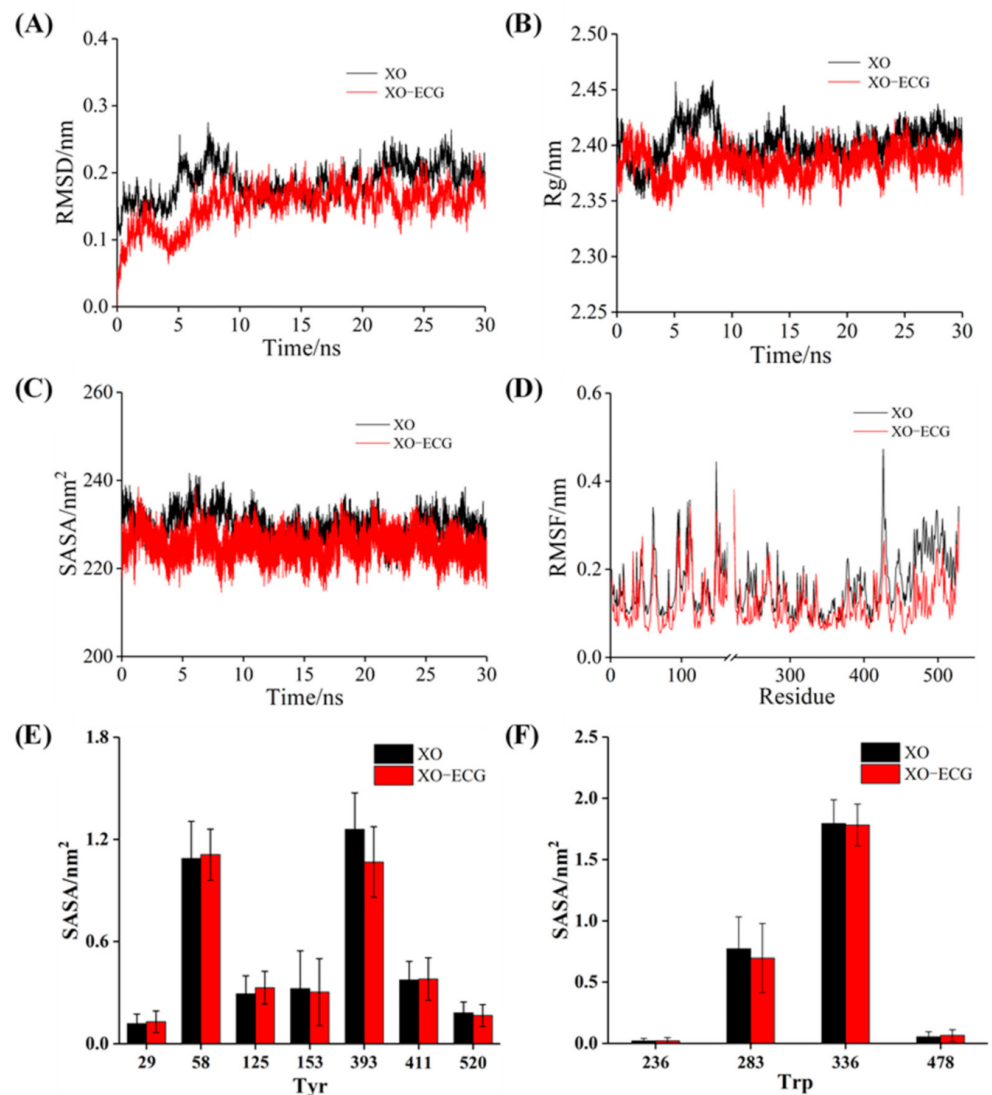 (A)
0.4
0.3
0.2
0.1
0.0
RMSD/nm
XO
XO-ECG
0 5 10 15 20 25 30
Time/ns
(B)
2.50
2.45
2.40
2.35
2.30
2.25
Rg/nm
XO
XO-ECG
0 5 10 15 20 25 30
Time/ns
(C)
260
240
220
200
SASA/nm²
XO
XO-ECG
0 5 10 15 20 25 30
Time/ns
(D)
0.6
0.4
0.2
0.0
RMSF/nm
XO
XO-ECG
0 100 300 400 500
Residue
(E)
1.8
1.2
0.6
0.0
SASA/nm²
XO
XO-ECG
29 58 125 153 393 411 520
Tyr
(F)
2.5
2.0
1.5
1.0
0.5
0.0
SASA/nm²
XO
XO-ECG
236 283 336 478
Trp